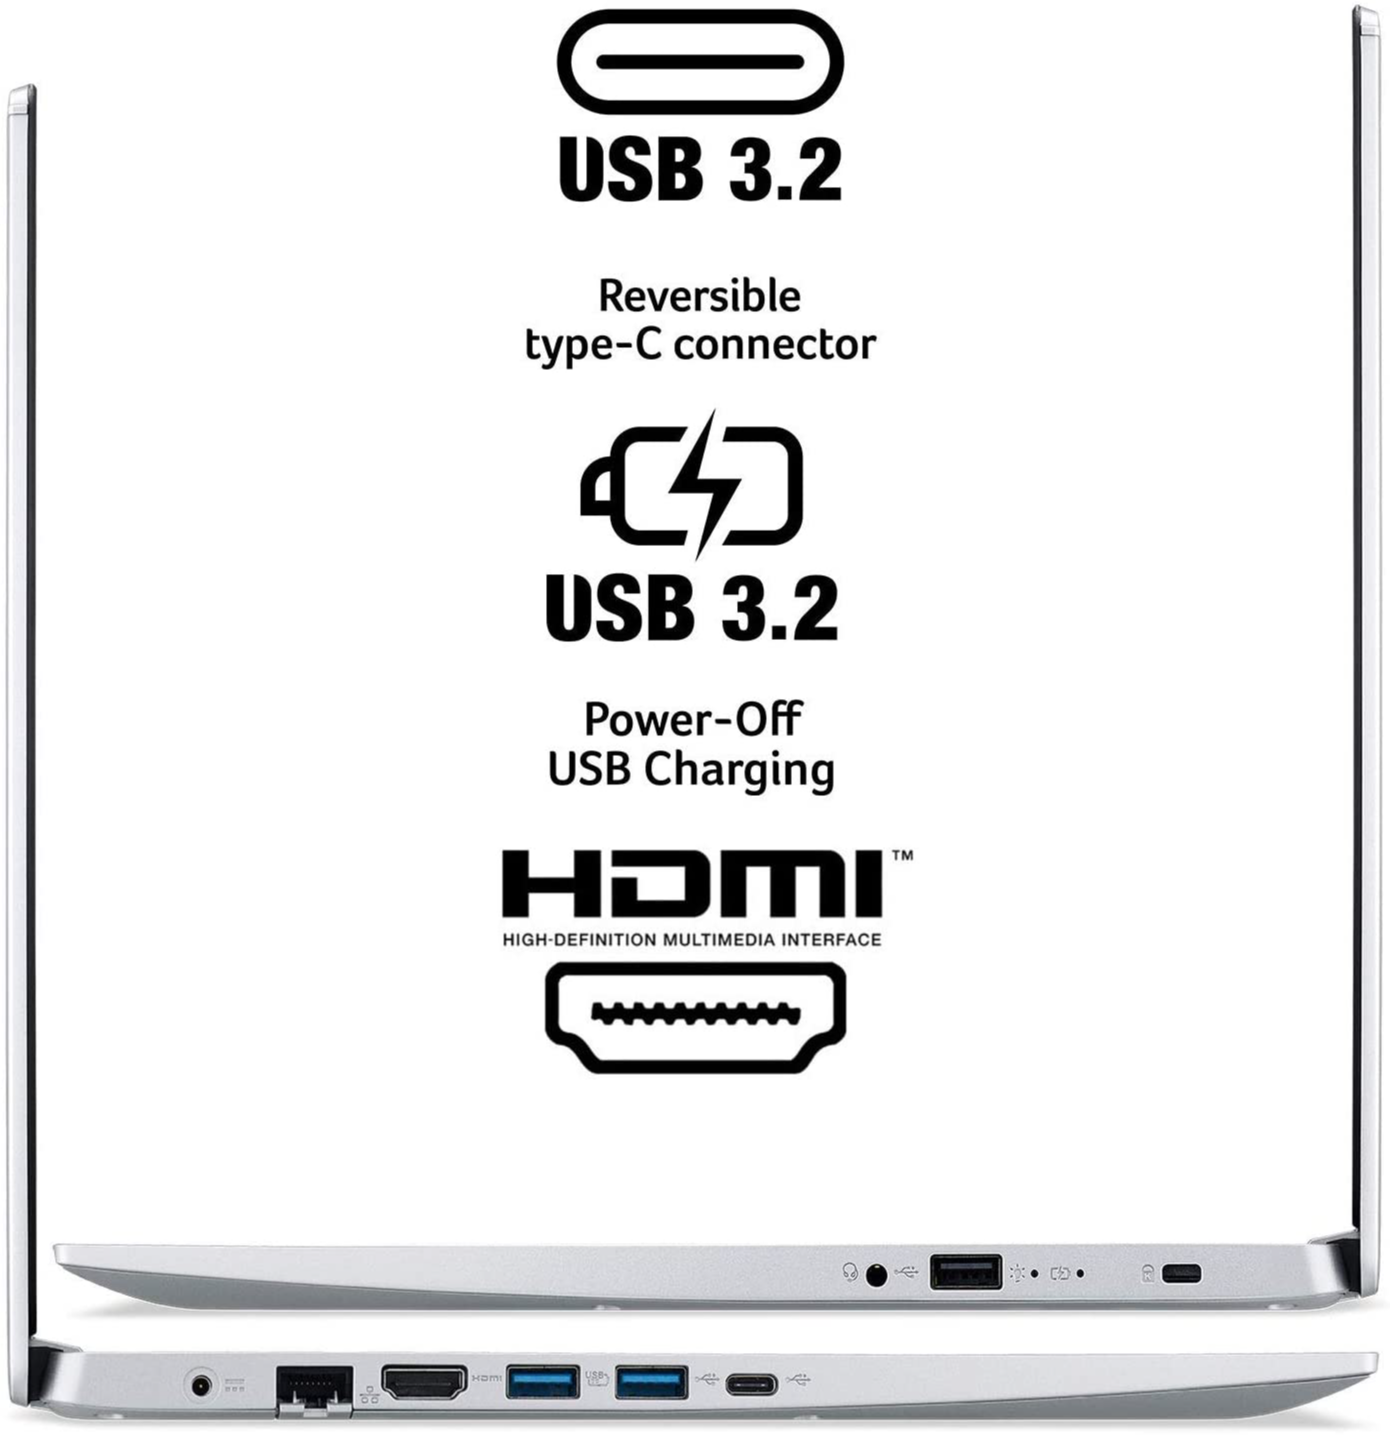 USB 3.2
Reversible
type-C connector
USB 3.2
Power-Off
USB Charging
HDMI™
HIGH-DEFINITION MULTIMEDIA INTERFACE
HDMI
USB